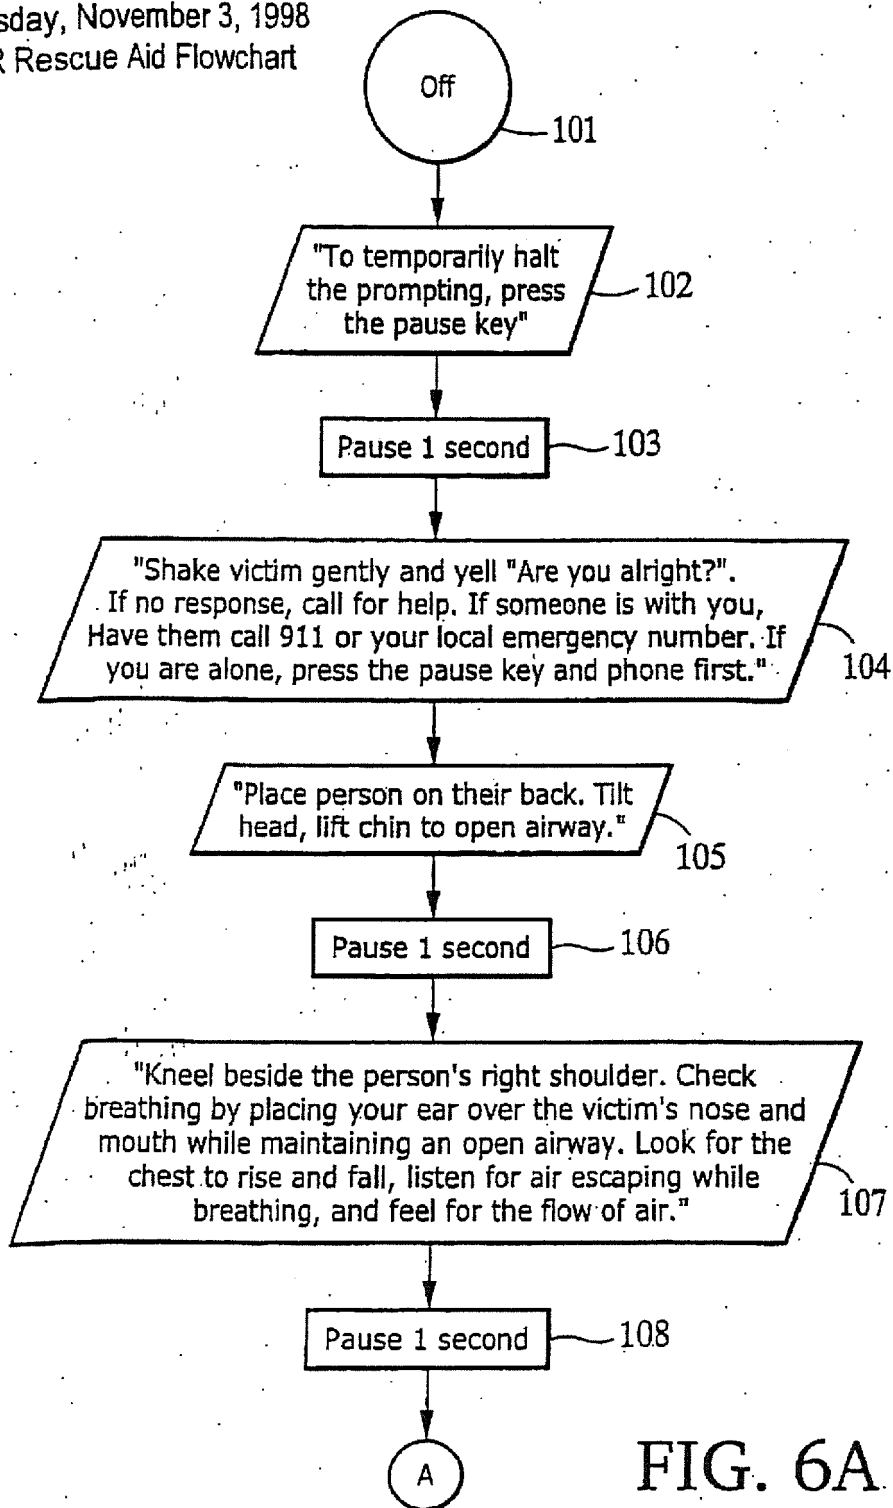 sday, November 3, 1998
R Rescue Aid Flowchart
Off
101
"To temporarily halt
the prompting, press
the pause key"
102
Pause 1 second
103
"Shake victim gently and yell "Are you alright?".
If no response, call for help. If someone is with you,
Have them call 911 or your local emergency number. If
you are alone, press the pause key and phone first."
104
"Place person on their back. Tilt
head, lift chin to open airway."
105
Pause 1 second
106
"Kneel beside the person's right shoulder. Check
breathing by placing your ear over the victim's nose and
mouth while maintaining an open airway. Look for the
chest to rise and fall, listen for air escaping while
breathing, and feel for the flow of air."
107
Pause 1 second
108
A
FIG. 6A